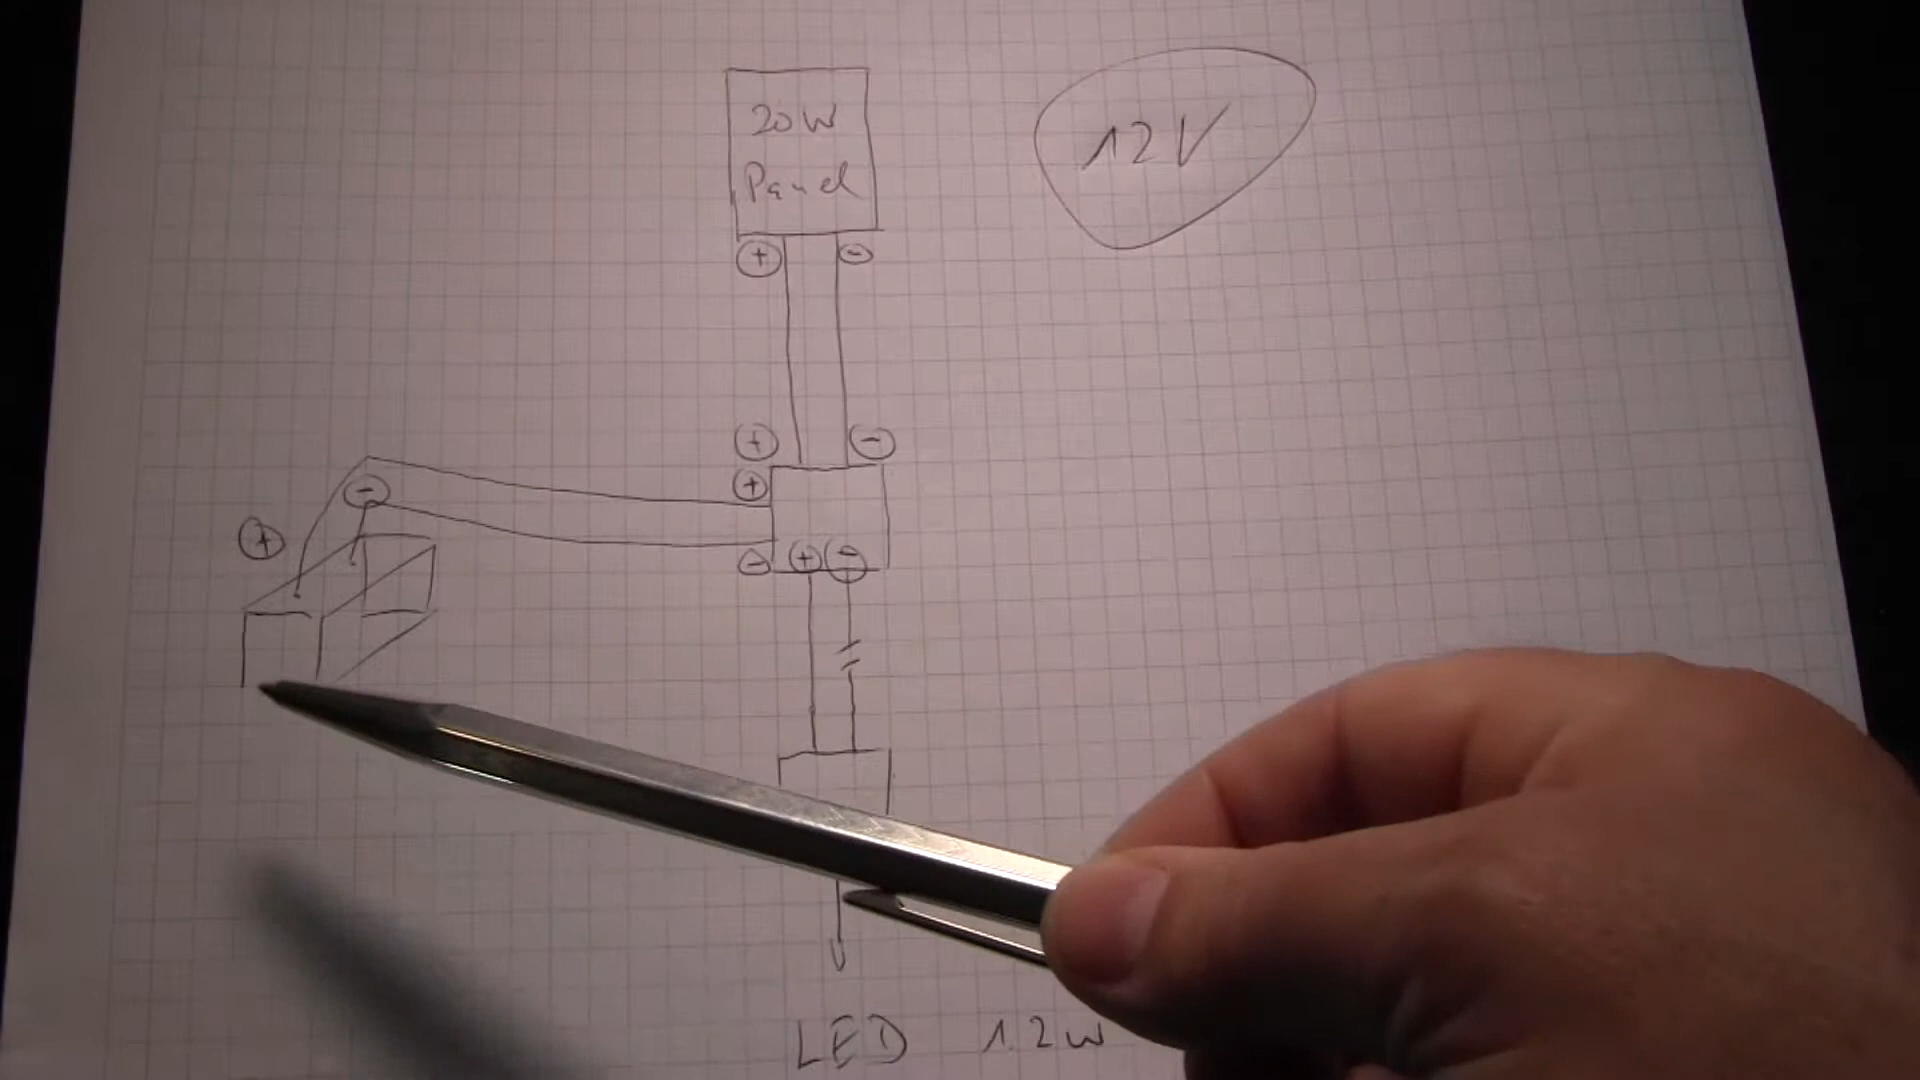 20W
Panel
12V
+ -
+ -
+
-
+
- + -
LED 1.2W